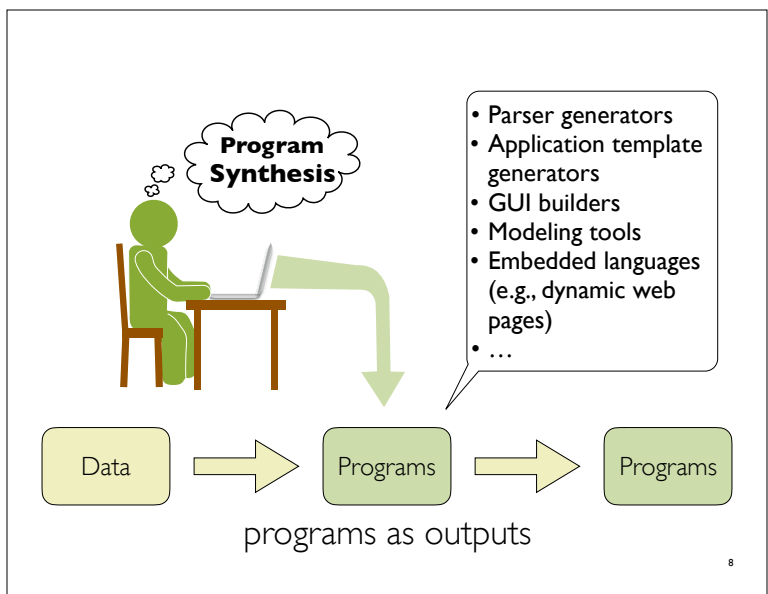 Program
Synthesis
• Parser generators
• Application template
generators
• GUI builders
• Modeling tools
• Embedded languages
(e.g., dynamic web
pages)
• …
Data
Programs
Programs
programs as outputs
8